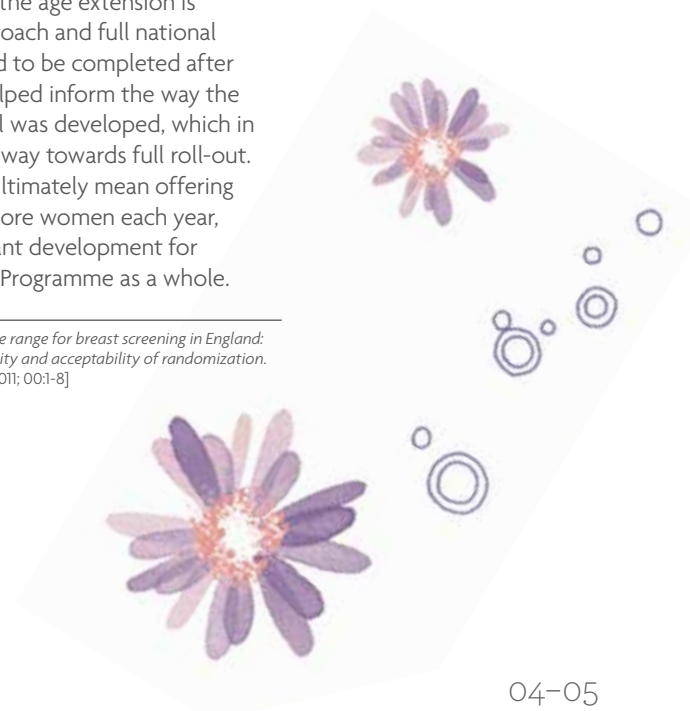 the age extension is
roach and full national
d to be completed after
lped inform the way the
l was developed, which in
way towards full roll-out.
ultimately mean offering
ore women each year,
ant development for
Programme as a whole.
e range for breast screening in England:
ity and acceptability of randomization.
011; 00:1-8]
04–05